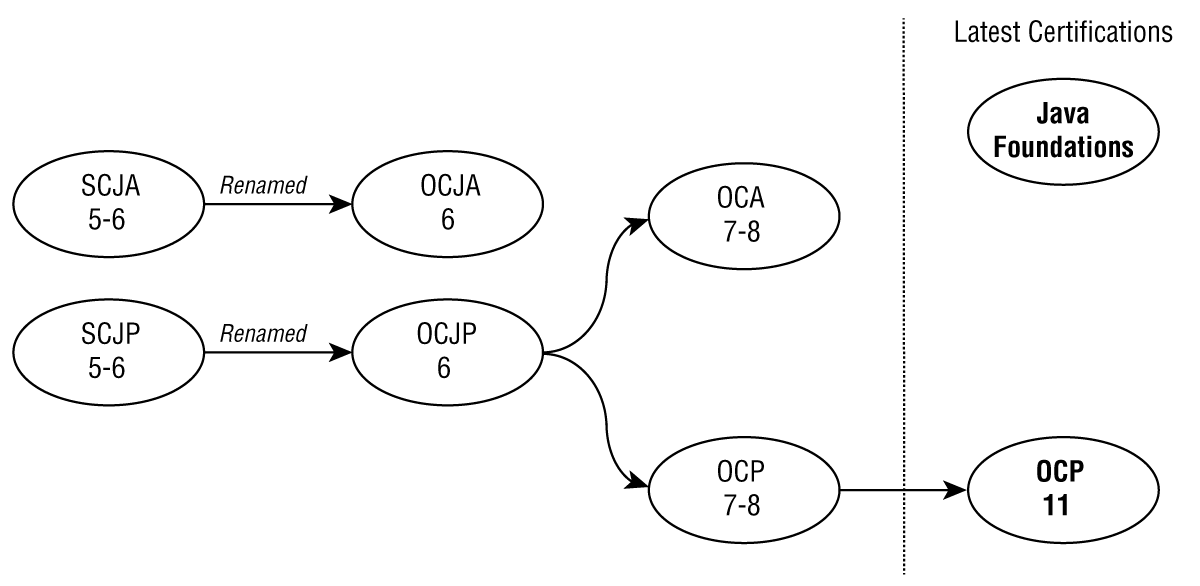 Latest Certifications
Java
Foundations
SCJA
5-6
Renamed
OCJA
6
OCA
7-8
SCJP
5-6
Renamed
OCJP
6
OCP
7-8
OCP
11